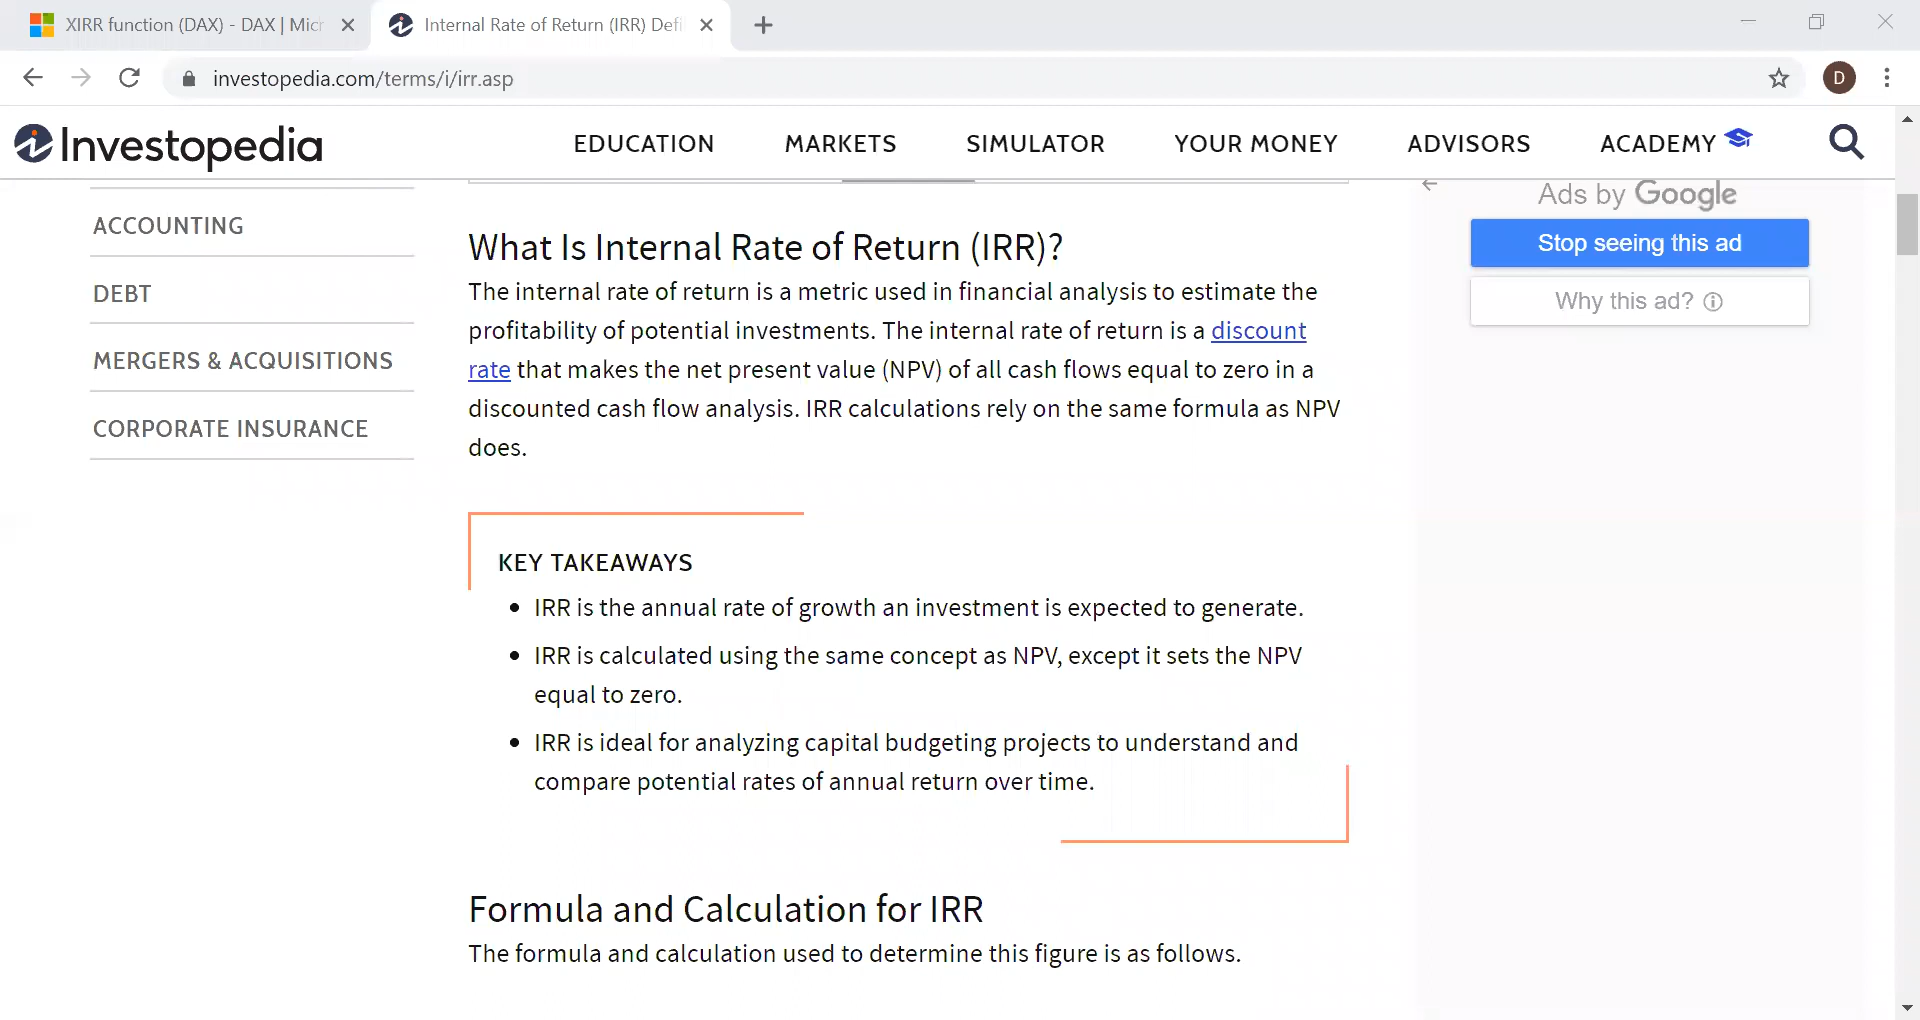 XIRR function (DAX) - DAX | Micr
Internal Rate of Return (IRR) Defi
investopedia.com/terms/i/irr.asp
D
Investopedia
EDUCATION
MARKETS
SIMULATOR
YOUR MONEY
ADVISORS
ACADEMY
ACCOUNTING
DEBT
MERGERS & ACQUISITIONS
CORPORATE INSURANCE
What Is Internal Rate of Return (IRR)?
The internal rate of return is a metric used in financial analysis to estimate the
profitability of potential investments. The internal rate of return is a discount
rate that makes the net present value (NPV) of all cash flows equal to zero in a
discounted cash flow analysis. IRR calculations rely on the same formula as NPV
does.
KEY TAKEAWAYS
• IRR is the annual rate of growth an investment is expected to generate.
• IRR is calculated using the same concept as NPV, except it sets the NPV
equal to zero.
• IRR is ideal for analyzing capital budgeting projects to understand and
compare potential rates of annual return over time.
Formula and Calculation for IRR
The formula and calculation used to determine this figure is as follows.
Ads by Google
Stop seeing this ad
Why this ad?